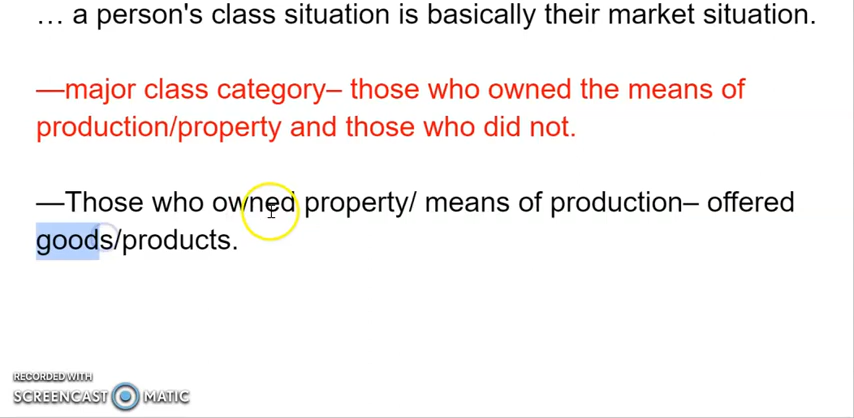 … a person's class situation is basically their market situation.
—major class category– those who owned the means of
production/property and those who did not.
—Those who owned property/ means of production– offered
goods/products.
RECORDED WITH
SCREENCAST MATIC